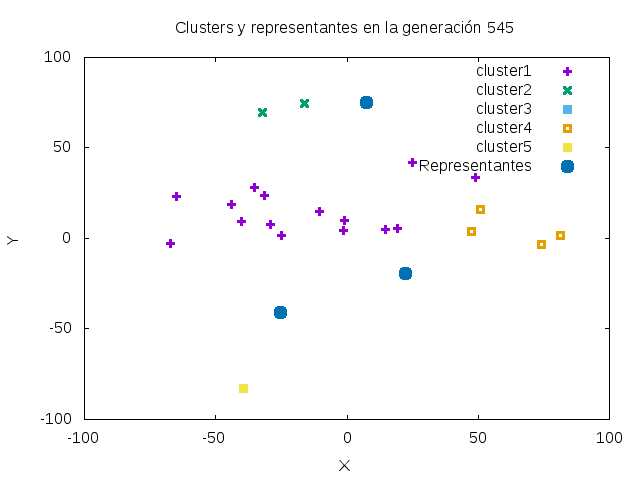 Clusters y representantes en la generación 545
100
50
0
-50
-100
-100
-50
0
50
100
X
Y
cluster1
cluster2
cluster3
cluster4
cluster5
Representantes